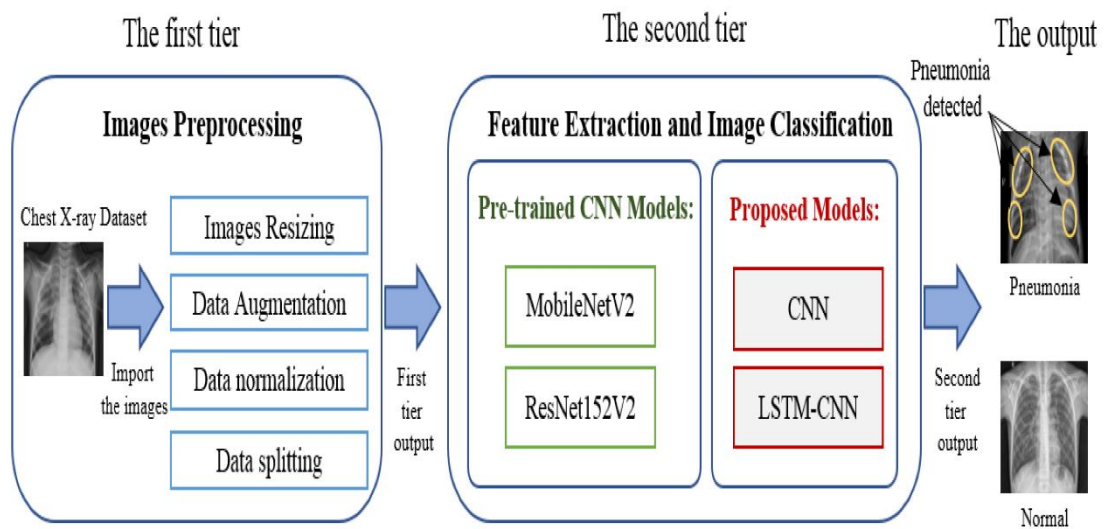 The first tier
The second tier
The output
Images Preprocessing
Chest X-ray Dataset
Import
the images
Images Resizing
Data Augmentation
Data normalization
Data splitting
First
tier
output
Feature Extraction and Image Classification
Pre-trained CNN Models:
MobileNetV2
ResNet152V2
Proposed Models:
CNN
LSTM-CNN
Second
tier
output
Pneumonia
detected
Pneumonia
Normal